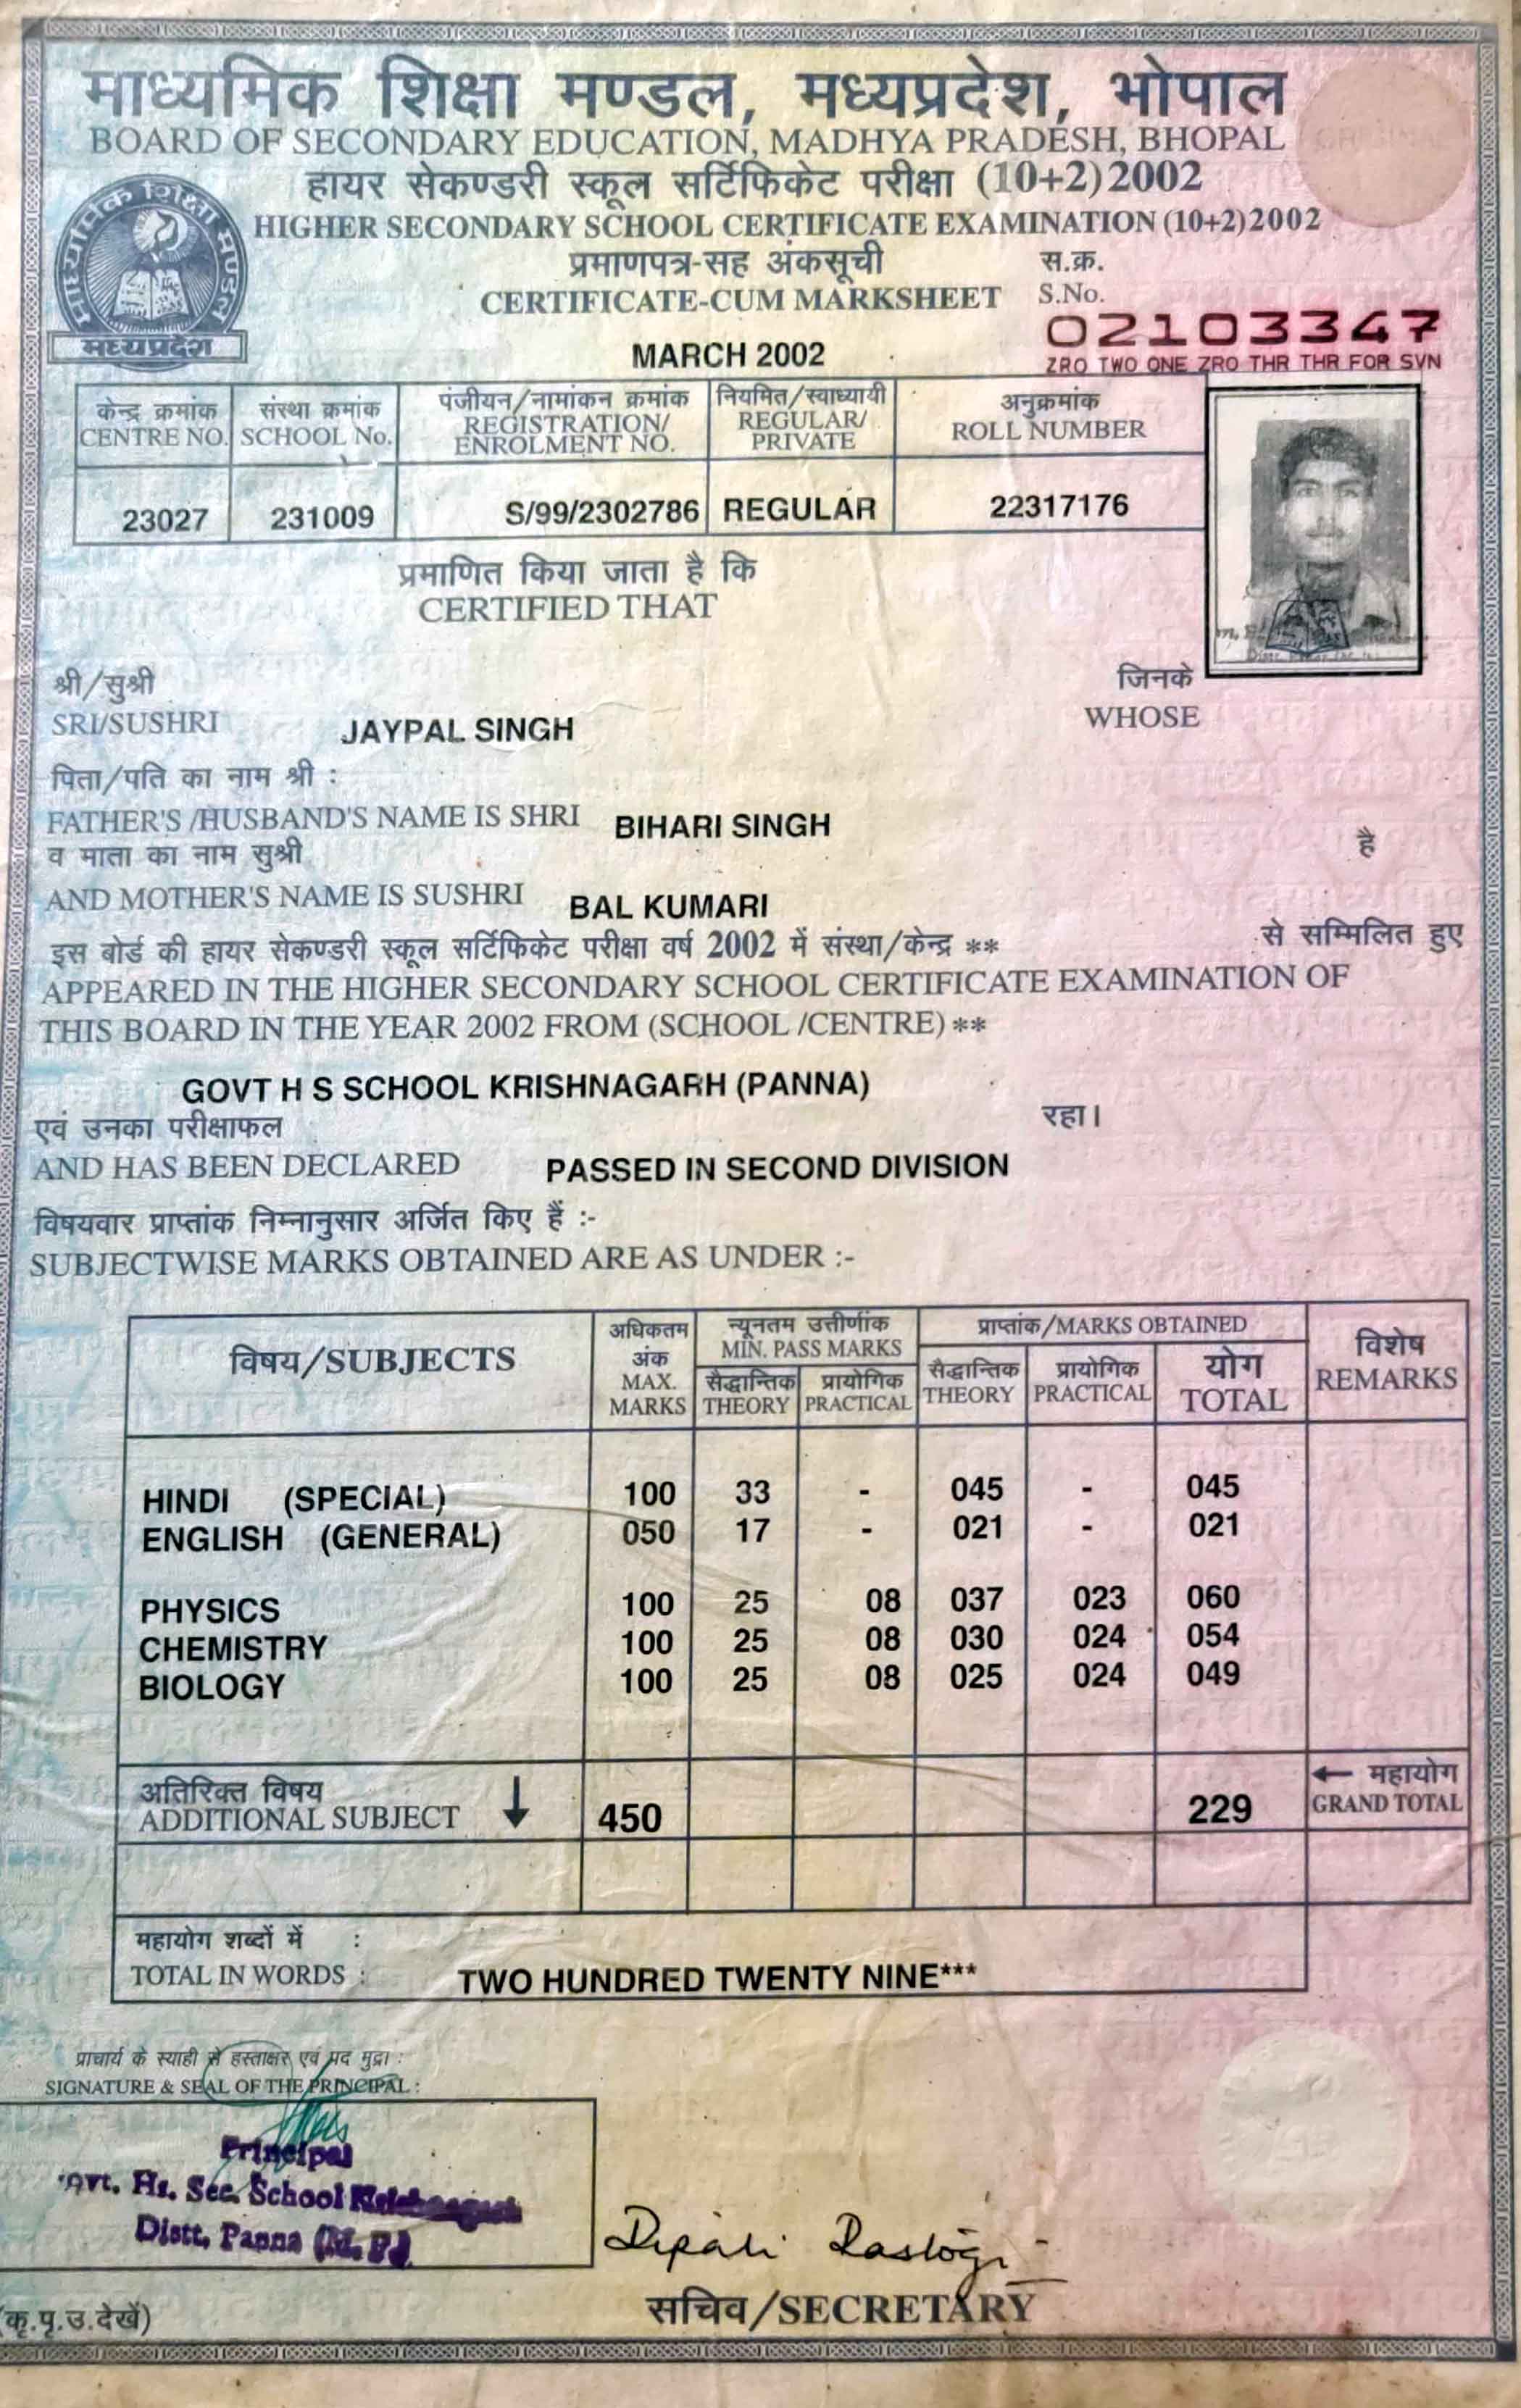 माध्यमिक शिक्षा मण्डल, मध्यप्रदेश, भोपाल
BOARD OF SECONDARY EDUCATION, MADHYA PRADESH, BHOPAL
हायर सेकण्डरी स्कूल सर्टिफिकेट परीक्षा (10+2)2002
HIGHER SECONDARY SCHOOL CERTIFICATE EXAMINATION (10+2)2002
माध्यमिक शिक्षा मण्डल
मध्यप्रदेश
प्रमाणपत्र-सह अंकसूची स.क्र.
CERTIFICATE-CUM MARKSHEET S.No.
02103347
MARCH 2002 ZRO TWO ONE ZRO THR THR FOR SVN
केन्द्र क्रमांक संस्था क्रमांक पंजीयन/नामांकन क्रमांक नियमित/स्वाध्यायी अनुक्रमांक
CENTRE NO. SCHOOL No. REGISTRATION/ REGULAR/ ROLL NUMBER
ENROLMENT NO. PRIVATE
23027 231009 S/99/2302786 REGULAR 22317176
प्रमाणित किया जाता है कि
CERTIFIED THAT
श्री/सुश्री जिनके
SRI/SUSHRI JAYPAL SINGH WHOSE
पिता/पति का नाम श्री :
FATHER'S /HUSBAND'S NAME IS SHRI BIHARI SINGH
व माता का नाम सुश्री है
AND MOTHER'S NAME IS SUSHRI BAL KUMARI
इस बोर्ड की हायर सेकण्डरी स्कूल सर्टिफिकेट परीक्षा वर्ष 2002 में संस्था/केन्द्र ** से सम्मिलित हुए
APPEARED IN THE HIGHER SECONDARY SCHOOL CERTIFICATE EXAMINATION OF
THIS BOARD IN THE YEAR 2002 FROM (SCHOOL /CENTRE) **
GOVT H S SCHOOL KRISHNAGARH (PANNA)
एवं उनका परीक्षाफल रहा।
AND HAS BEEN DECLARED PASSED IN SECOND DIVISION
विषयवार प्राप्तांक निम्नानुसार अर्जित किए हैं :-
SUBJECTWISE MARKS OBTAINED ARE AS UNDER :-
विषय/SUBJECTS अधिकतम अंक MAX. MARKS न्यूनतम उत्तीर्णांक MIN. PASS MARKS प्राप्तांक/MARKS OBTAINED विशेष REMARKS
सैद्धान्तिक THEORY प्रायोगिक PRACTICAL सैद्धान्तिक THEORY प्रायोगिक PRACTICAL योग TOTAL
HINDI (SPECIAL) 100 33 - 045 - 045
ENGLISH (GENERAL) 050 17 - 021 - 021
PHYSICS 100 25 08 037 023 060
CHEMISTRY 100 25 08 030 024 054
BIOLOGY 100 25 08 025 024 049
अतिरिक्त विषय ← महायोग
ADDITIONAL SUBJECT ↓ 450 229 GRAND TOTAL
महायोग शब्दों में :
TOTAL IN WORDS : TWO HUNDRED TWENTY NINE***
प्राचार्य के स्याही से हस्ताक्षर एवं पद मुद्रा :
SIGNATURE & SEAL OF THE PRINCIPAL :
Principal
Govt. Hr. Sec. School
Distt. Panna (M. P.)
Dipali Rastogi
सचिव/SECRETARY
(कृ.पृ.उ.देखें)